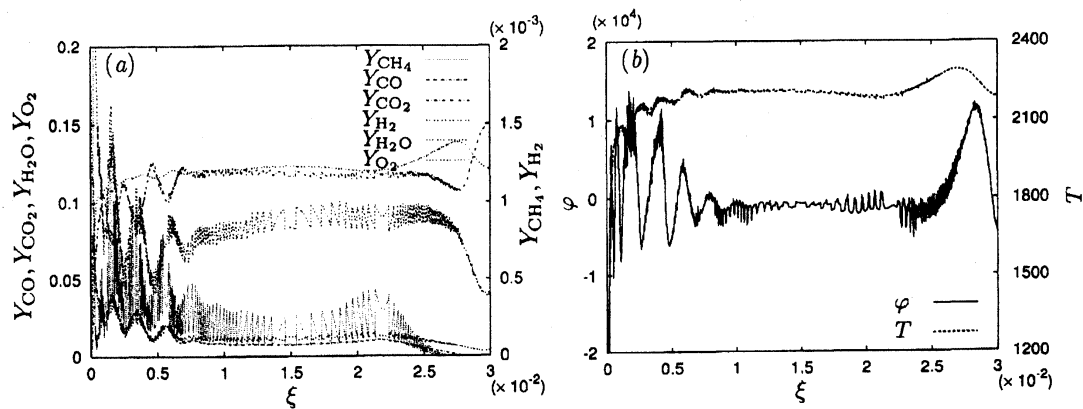 (× 10⁻³)
0.2
0.15
0.1
0.05
0
(a)
Y_CH₄
Y_CO
Y_CO₂
Y_H₂
Y_H₂O
Y_O₂
2
1.5
1
0.5
0
Y_CO, Y_CO₂, Y_H₂O, Y_O₂
Y_CH₄, Y_H₂
0 0.5 1 1.5 2 2.5 3
(× 10⁻²)
ξ
(× 10⁴)
2
1
0
-1
-2
(b)
2400
2100
1800
1500
1200
φ
T
φ
T
0 0.5 1 1.5 2 2.5 3
(× 10⁻²)
ξ